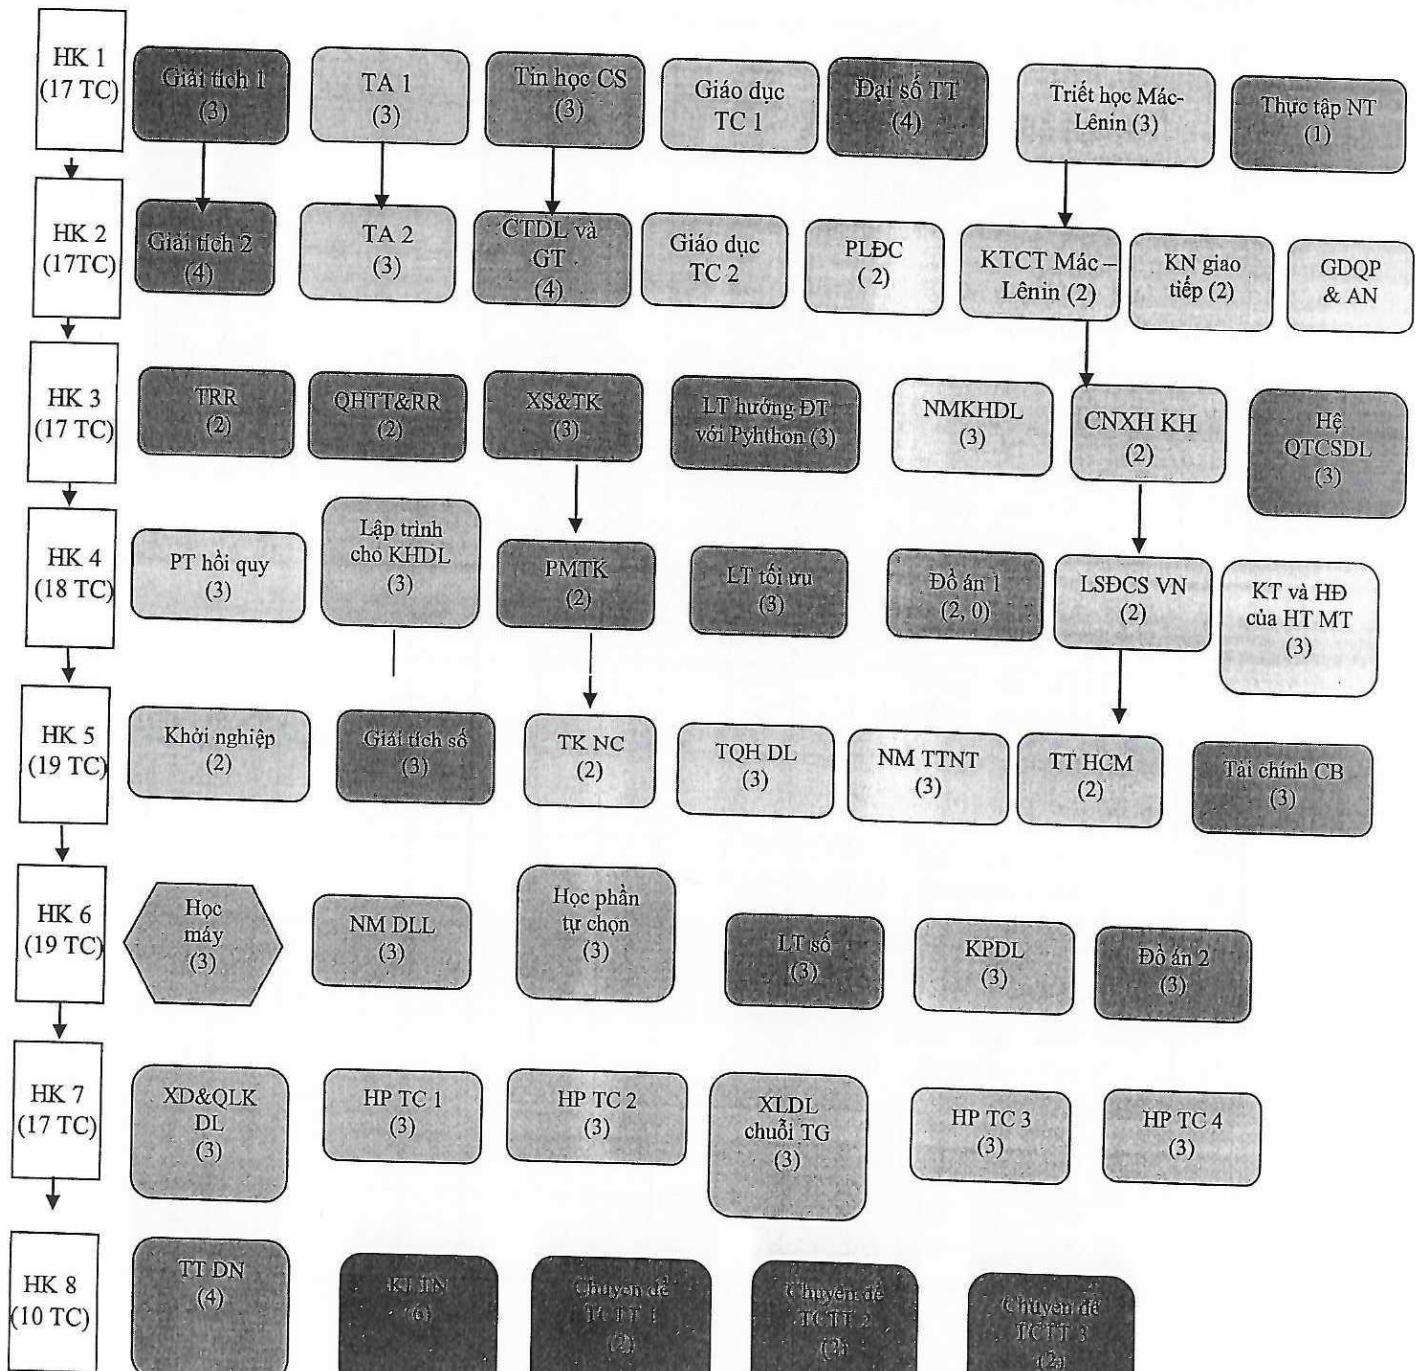 HK 1
(17 TC)
Giải tích 1
(3)
TA 1
(3)
Tin học CS
(3)
Giáo dục
TC 1
Đại số TT
(4)
Triết học Mác-
Lênin (3)
Thực tập NT
(1)
HK 2
(17TC)
Giải tích 2
(4)
TA 2
(3)
CTDL và
GT
(4)
Giáo dục
TC 2
PLĐC
( 2)
KTCT Mác –
Lênin (2)
KN giao
tiếp (2)
GDQP
& AN
HK 3
(17 TC)
TRR
(2)
QHTT&RR
(2)
XS&TK
(3)
LT hướng ĐT
với Pyhthon (3)
NMKHDL
(3)
CNXH KH
(2)
Hệ
QTCSDL
(3)
HK 4
(18 TC)
PT hồi quy
(3)
Lập trình
cho KHDL
(3)
PMTK
(2)
LT tối ưu
(3)
Đồ án 1
(2, 0)
LSĐCS VN
(2)
KT và HĐ
của HT MT
(3)
HK 5
(19 TC)
Khởi nghiệp
(2)
Giải tích số
(3)
TK NC
(2)
TQH DL
(3)
NM TTNT
(3)
TT HCM
(2)
Tài chính CB
(3)
HK 6
(19 TC)
Học
máy
(3)
NM DLL
(3)
Học phần
tự chọn
(3)
LT số
(3)
KPDL
(3)
Đồ án 2
(3)
HK 7
(17 TC)
XD&QLK
DL
(3)
HP TC 1
(3)
HP TC 2
(3)
XLDL
chuỗi TG
(3)
HP TC 3
(3)
HP TC 4
(3)
HK 8
(10 TC)
TT DN
(4)
KLTN
(6)
Chuyên đề
TCTT 1
(2)
Chuyên đề
TCTT 2
(2)
Chuyên đề
TCTT 3
(2)